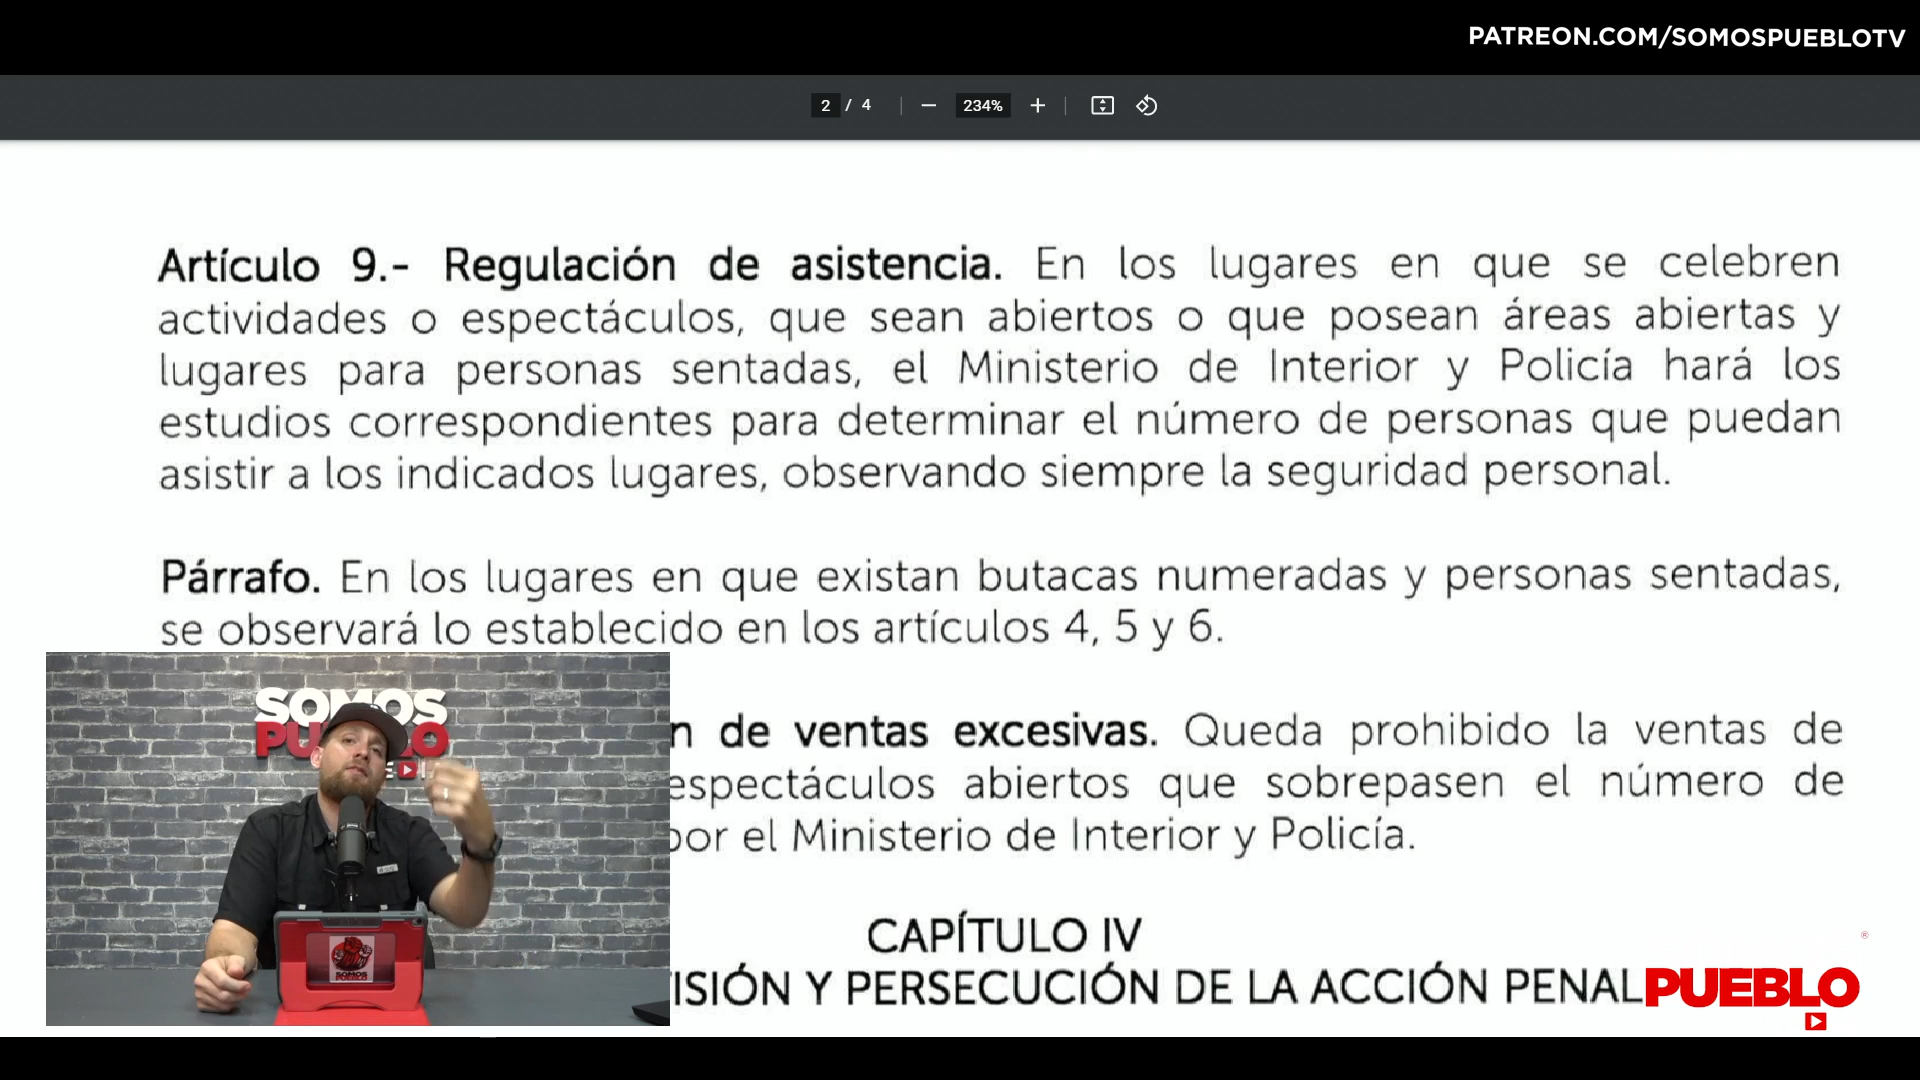 PATREON.COM/SOMOSPUEBLOTV
2 / 4 234%
Artículo 9.- Regulación de asistencia. En los lugares en que se celebren
actividades o espectáculos, que sean abiertos o que posean áreas abiertas y
lugares para personas sentadas, el Ministerio de Interior y Policía hará los
estudios correspondientes para determinar el número de personas que puedan
asistir a los indicados lugares, observando siempre la seguridad personal.
Párrafo. En los lugares en que existan butacas numeradas y personas sentadas,
se observará lo establecido en los artículos 4, 5 y 6.
n de ventas excesivas. Queda prohibido la ventas de
espectáculos abiertos que sobrepasen el número de
por el Ministerio de Interior y Policía.
CAPÍTULO IV
ISIÓN Y PERSECUCIÓN DE LA ACCIÓN PENAL
SOMOS
PUEBLO
SOMOS
PUEBLO
PUEBLO